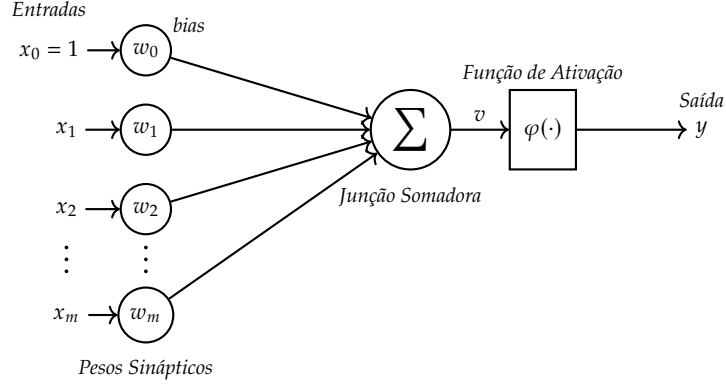 Entradas
x₀ = 1
w₀
bias
x₁
w₁
x₂
w₂
⋮
⋮
xₘ
wₘ
Pesos Sinápticos
∑
Junção Somadora
v
Função de Ativação
φ(·)
Saída
y